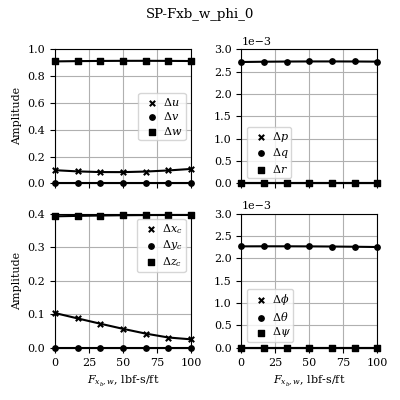 SP-Fxb_w_phi_0
1e−3
1.0
0.8
0.6
0.4
0.2
0.0
Amplitude
Δu
Δv
Δw
3.0
2.5
2.0
1.5
1.0
0.5
0.0
Δp
Δq
Δr
1e−3
0.4
0.3
0.2
0.1
0.0
Amplitude
Δx_c
Δy_c
Δz_c
0 25 50 75 100
F_{x_b,w}, lbf-s/ft
3.0
2.5
2.0
1.5
1.0
0.5
0.0
Δϕ
Δθ
Δψ
0 25 50 75 100
F_{x_b,w}, lbf-s/ft